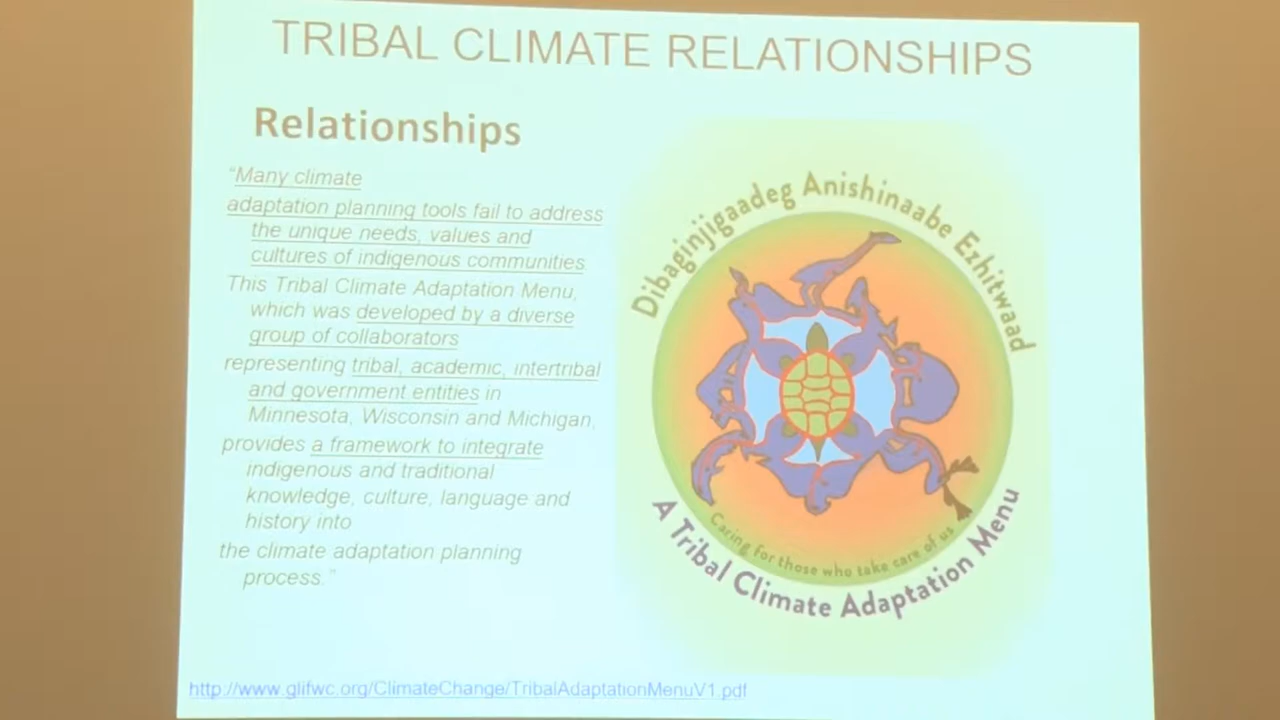 TRIBAL CLIMATE RELATIONSHIPS
Relationships
“Many climate
adaptation planning tools fail to address
the unique needs, values and
cultures of indigenous communities.
This Tribal Climate Adaptation Menu,
which was developed by a diverse
group of collaborators
representing tribal, academic, intertribal
and government entities in
Minnesota, Wisconsin and Michigan,
provides a framework to integrate
indigenous and traditional
knowledge, culture, language and
history into
the climate adaptation planning
process.”
Dibaginjigaadeg Anishinaabe Ezhitwaad
Caring for those who take care of us
A Tribal Climate Adaptation Menu
http://www.glifwc.org/ClimateChange/TribalAdaptationMenuV1.pdf